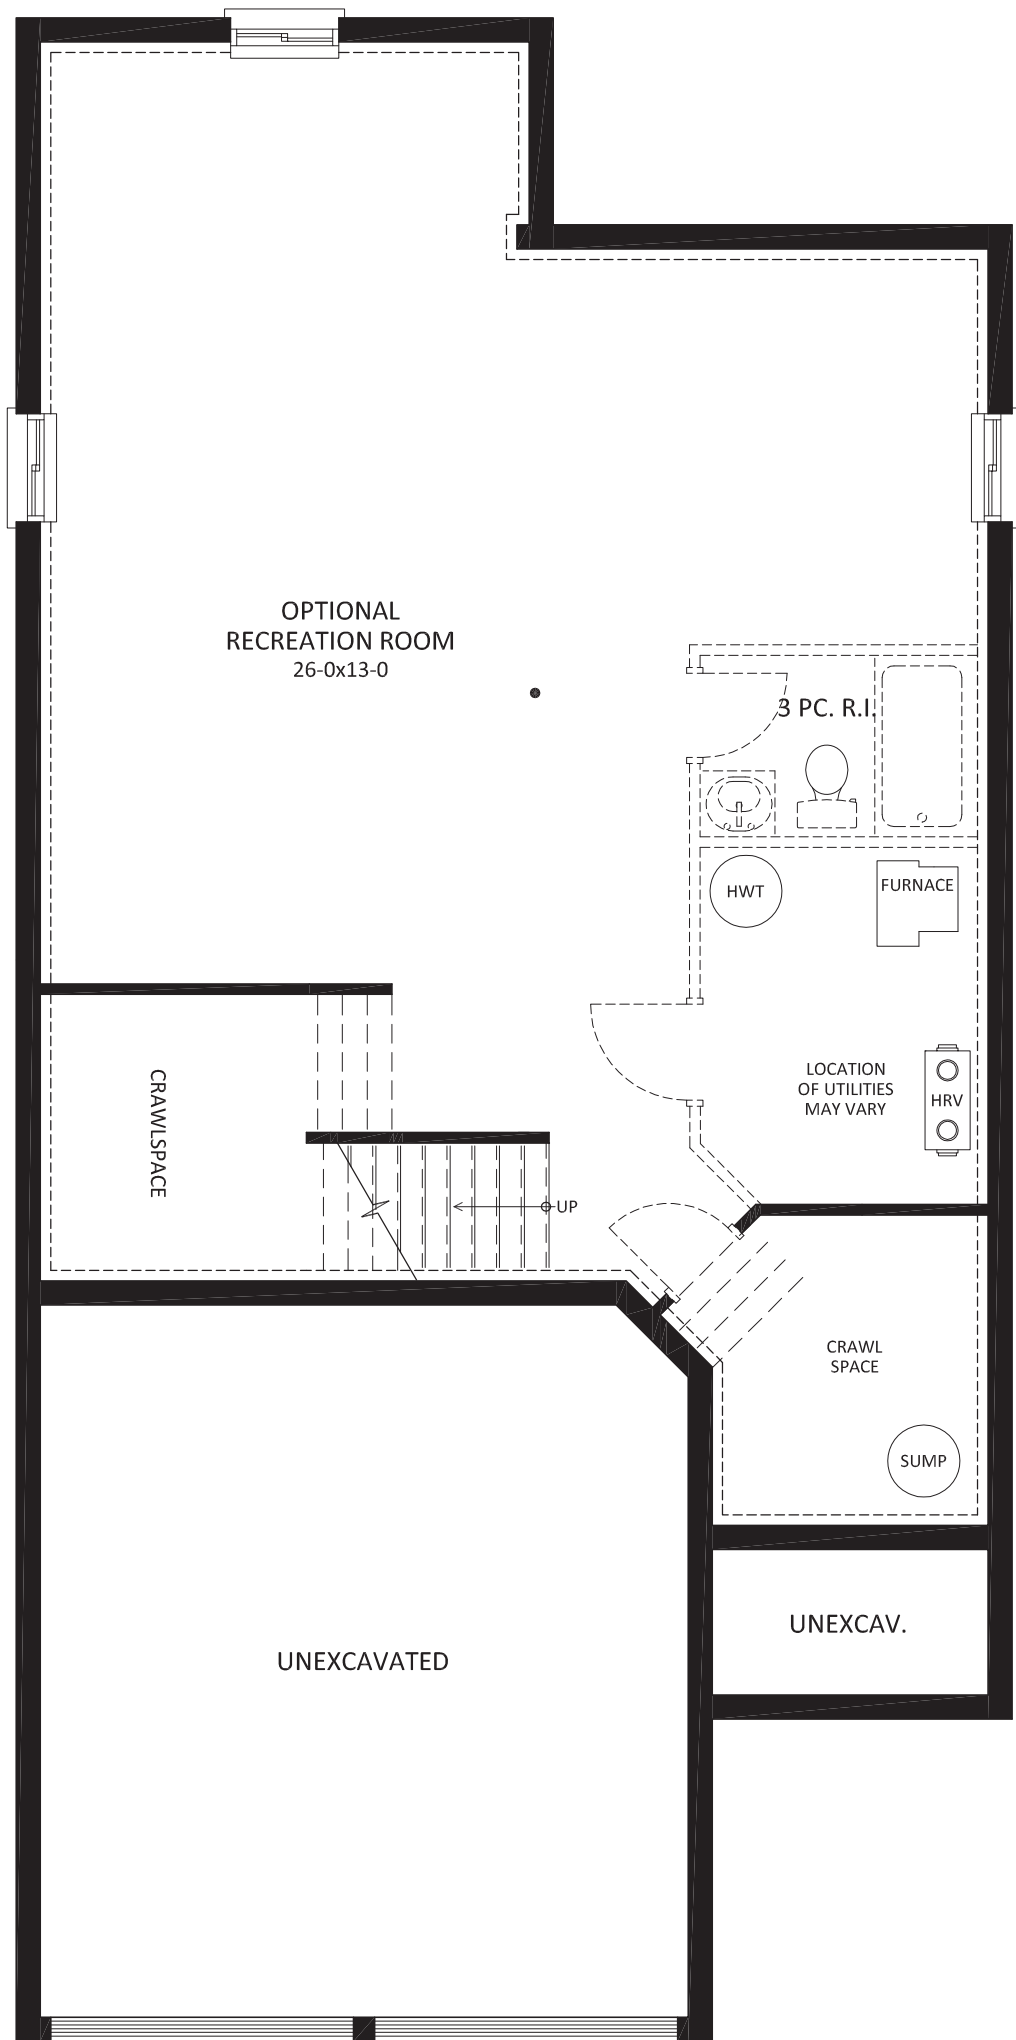 OPTIONAL
RECREATION ROOM
26-0x13-0
3 PC. R.I.
HWT
FURNACE
LOCATION
OF UTILITIES
MAY VARY
HRV
CRAWLSPACE
UP
CRAWL
SPACE
SUMP
UNEXCAV.
UNEXCAVATED